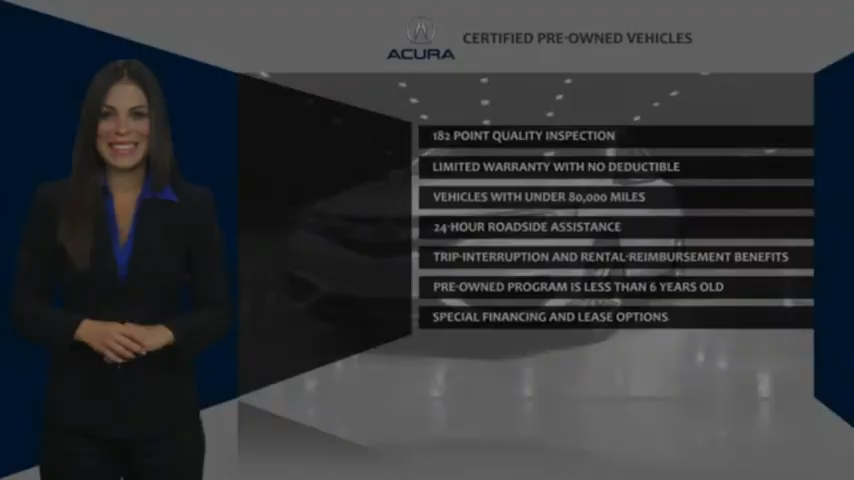 ACURA
CERTIFIED PRE-OWNED VEHICLES
182 POINT QUALITY INSPECTION
LIMITED WARRANTY WITH NO DEDUCTIBLE
VEHICLES WITH UNDER 80,000 MILES
24-HOUR ROADSIDE ASSISTANCE
TRIP-INTERRUPTION AND RENTAL-REIMBURSEMENT BENEFITS
PRE-OWNED PROGRAM IS LESS THAN 6 YEARS OLD
SPECIAL FINANCING AND LEASE OPTIONS